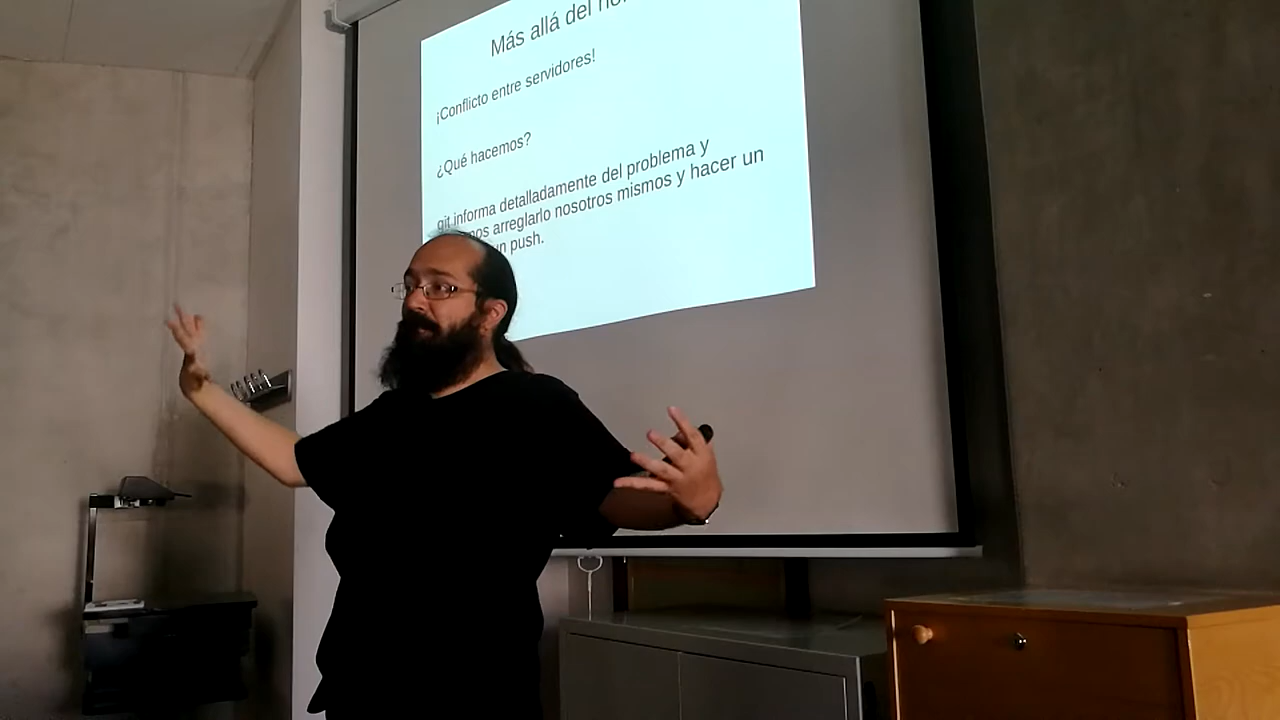 Más allá del
¡Conflicto entre servidores!
¿Qué hacemos?
git informa detalladamente del problema y
arreglarlo nosotros mismos y hacer un
push.